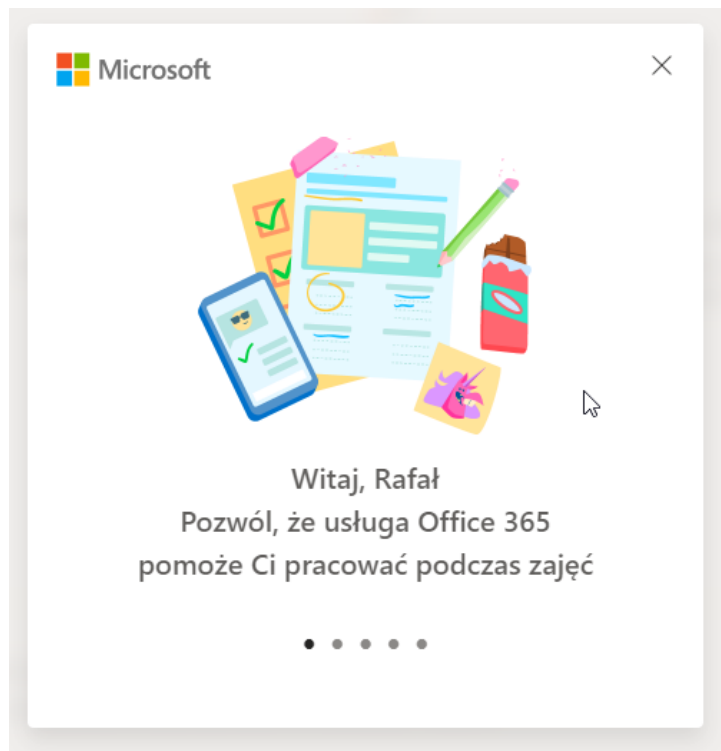 Microsoft
Witaj, Rafał
Pozwól, że usługa Office 365
pomoże Ci pracować podczas zajęć